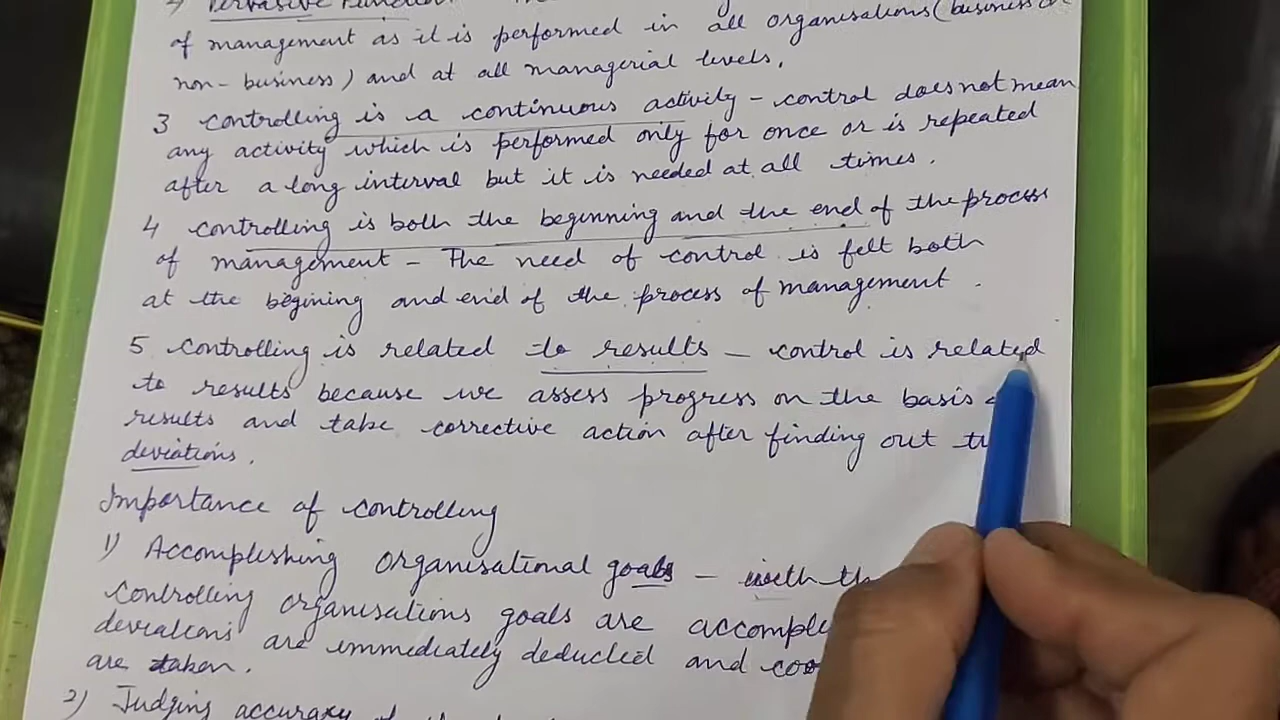 2) Pervasive Function
of management as it is performed in all organisations (business or
non-business) and at all managerial levels.
3 controlling is a continuous activity - control does not mean
any activity which is performed only for once or is repeated
after a long interval but it is needed at all times.
4 controlling is both the beginning and the end of the process
of management - The need of control is felt both
at the begining and end of the process of management.
5 controlling is related to results - control is related
to results because we assess progress on the basis
results and take corrective action after finding out
deviations.
Importance of controlling
1) Accomplishing organisational goals - with
Controlling organisations goals are
deviations are immediately deducted and
are taken.
2) Judging accuracy of